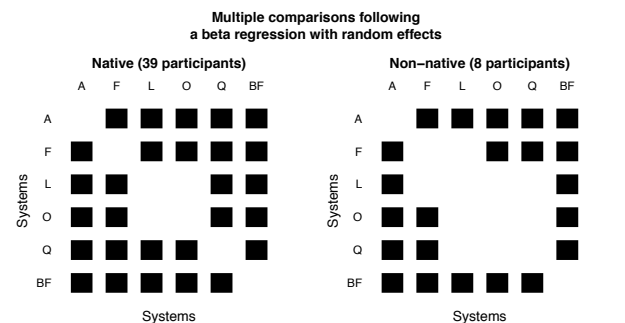 Multiple comparisons following
a beta regression with random effects
Native (39 participants)
A F L O Q BF
A
F
L
O
Q
BF
Systems
Systems
Non−native (8 participants)
A F L O Q BF
A
F
L
O
Q
BF
Systems
Systems